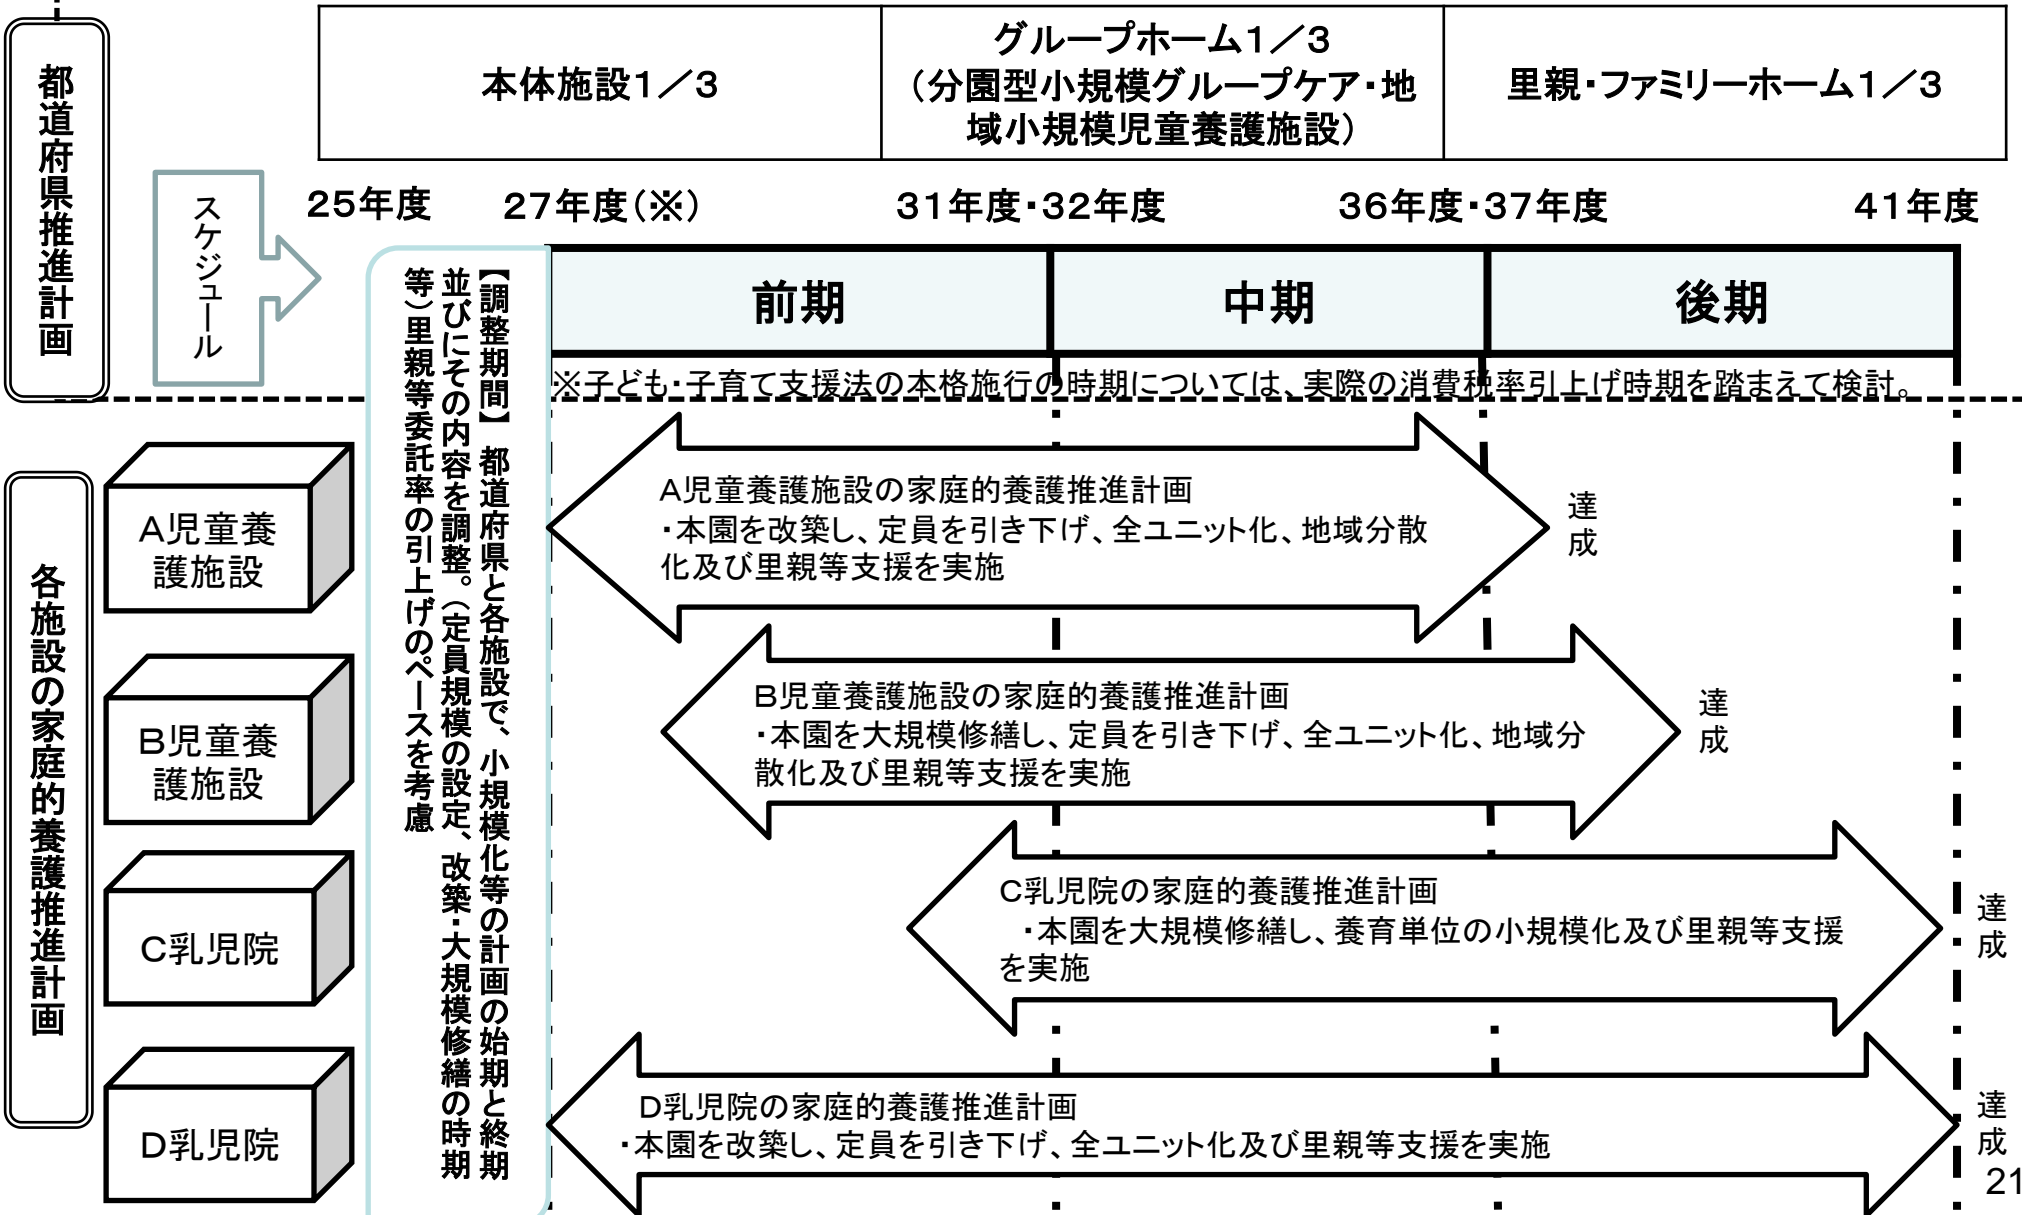 都道府県推進計画
本体施設1/3
グループホーム1/3
(分園型小規模グループケア・地
域小規模児童養護施設)
里親・ファミリーホーム1/3
スケジュール
25年度
27年度(※)
31年度・32年度
36年度・37年度
41年度
前期
中期
後期
※子ども・子育て支援法の本格施行の時期については、実際の消費税率引上げ時期を踏まえて検討。
【調整期間】 都道府県と各施設で、小規模化等の計画の始期と終期
並びにその内容を調整。(定員規模の設定、改築・大規模修繕の時期
等)里親等委託率の引上げのペースを考慮
各施設の家庭的養護推進計画
A児童養
護施設
A児童養護施設の家庭的養護推進計画
・本園を改築し、定員を引き下げ、全ユニット化、地域分散
化及び里親等支援を実施
達成
B児童養
護施設
B児童養護施設の家庭的養護推進計画
・本園を大規模修繕し、定員を引き下げ、全ユニット化、地域分
散化及び里親等支援を実施
達成
C乳児院
C乳児院の家庭的養護推進計画
・本園を大規模修繕し、養育単位の小規模化及び里親等支援
を実施
達成
D乳児院
D乳児院の家庭的養護推進計画
・本園を改築し、定員を引き下げ、全ユニット化及び里親等支援を実施
達成
21